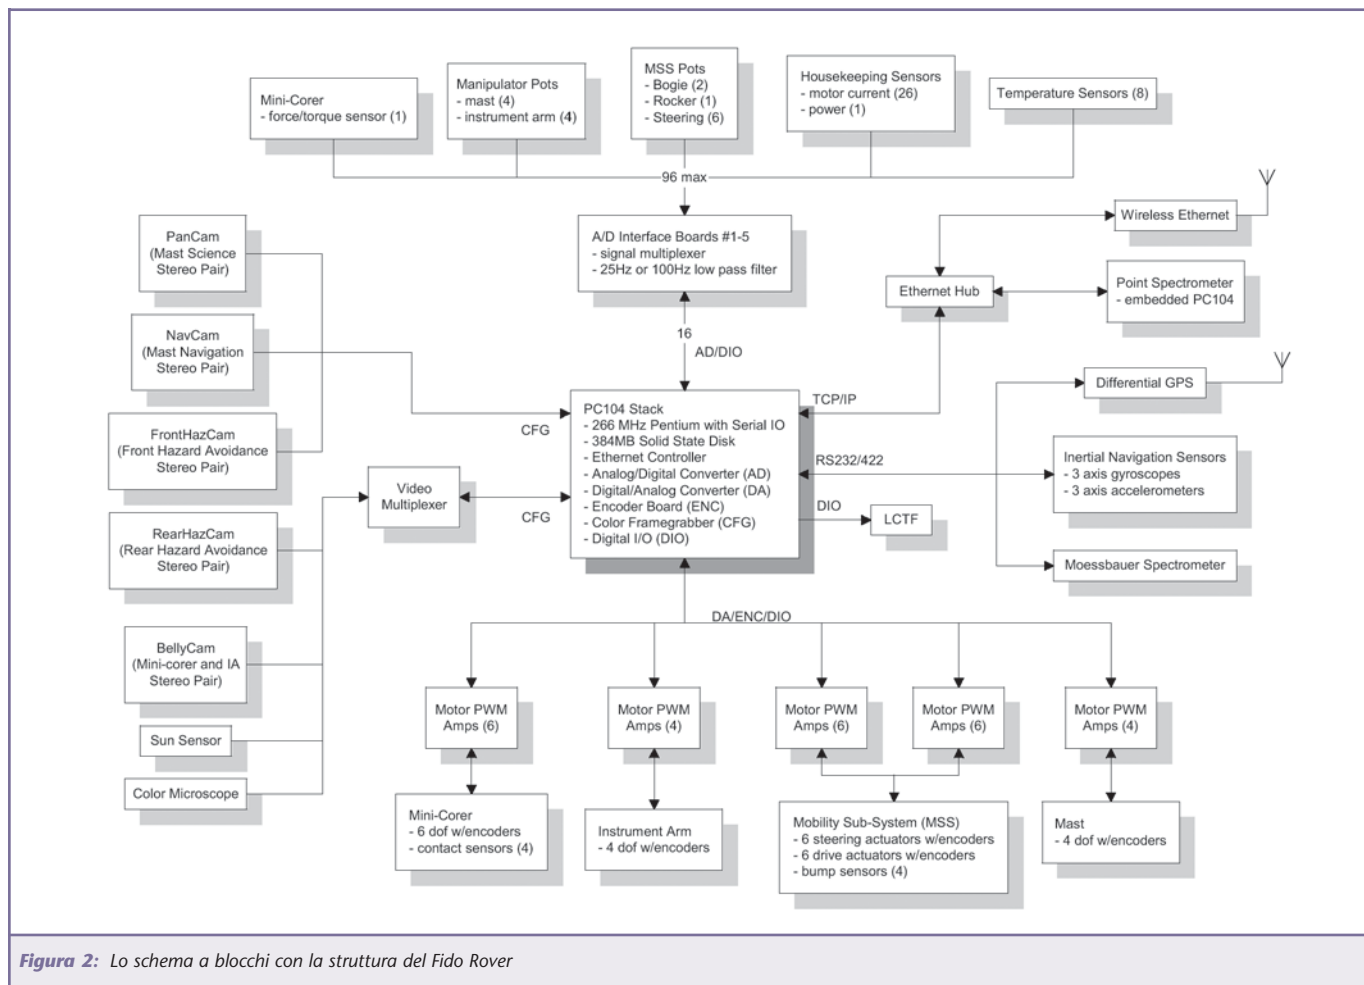 Mini-Corer
- force/torque sensor (1)
Manipulator Pots
- mast (4)
- instrument arm (4)
MSS Pots
- Bogie (2)
- Rocker (1)
- Steering (6)
Housekeeping Sensors
- motor current (26)
- power (1)
Temperature Sensors (8)
96 max
A/D Interface Boards #1-5
- signal multiplexer
- 25Hz or 100Hz low pass filter
16
AD/DIO
PanCam
(Mast Science
Stereo Pair)
NavCam
(Mast Navigation
Stereo Pair)
FrontHazCam
(Front Hazard Avoidance
Stereo Pair)
RearHazCam
(Rear Hazard Avoidance
Stereo Pair)
BellyCam
(Mini-corer and IA
Stereo Pair)
Sun Sensor
Color Microscope
Video
Multiplexer
CFG
CFG
PC104 Stack
- 266 MHz Pentium with Serial IO
- 384MB Solid State Disk
- Ethernet Controller
- Analog/Digital Converter (AD)
- Digital/Analog Converter (DA)
- Encoder Board (ENC)
- Color Framegrabber (CFG)
- Digital I/O (DIO)
TCP/IP
RS232/422
DIO
LCTF
Ethernet Hub
Wireless Ethernet
Point Spectrometer
- embedded PC104
Differential GPS
Inertial Navigation Sensors
- 3 axis gyroscopes
- 3 axis accelerometers
Moessbauer Spectrometer
DA/ENC/DIO
Motor PWM
Amps (6)
Motor PWM
Amps (4)
Motor PWM
Amps (6)
Motor PWM
Amps (6)
Motor PWM
Amps (4)
Mini-Corer
- 6 dof w/encoders
- contact sensors (4)
Instrument Arm
- 4 dof w/encoders
Mobility Sub-System (MSS)
- 6 steering actuators w/encoders
- 6 drive actuators w/encoders
- bump sensors (4)
Mast
- 4 dof w/encoders
Figura 2: Lo schema a blocchi con la struttura del Fido Rover